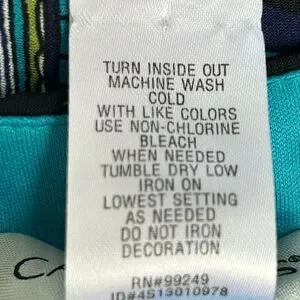 TURN INSIDE OUT
MACHINE WASH
COLD
WITH LIKE COLORS
USE NON-CHLORINE
BLEACH
WHEN NEEDED
TUMBLE DRY LOW
IRON ON
LOWEST SETTING
AS NEEDED
DO NOT IRON
DECORATION
RN#99249
ID#4S13010978